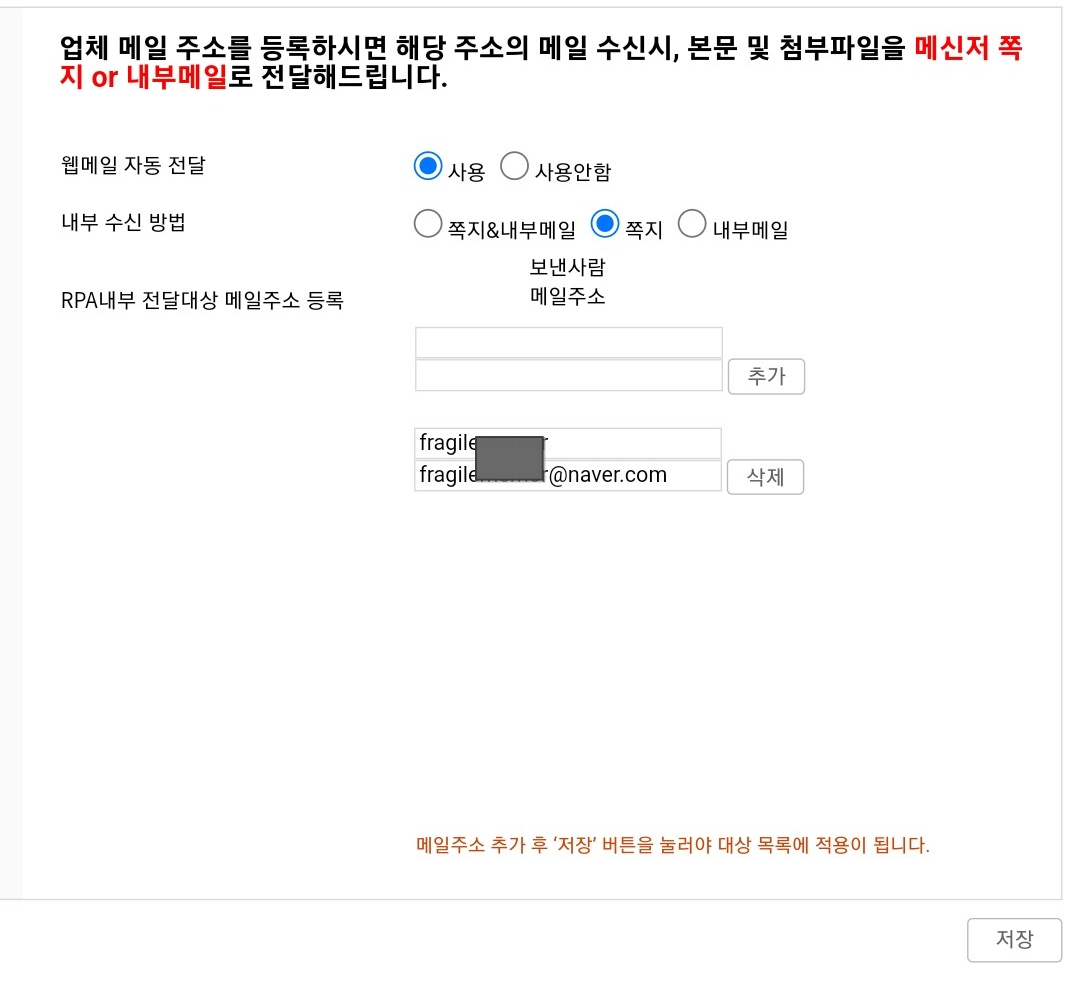 업체 메일 주소를 등록하시면 해당 주소의 메일 수신시, 본문 및 첨부파일을 메신저 쪽
지 or 내부메일로 전달해드립니다.
웹메일 자동 전달 사용 사용안함
내부 수신 방법 쪽지&내부메일 쪽지 내부메일
보낸사람
메일주소
RPA내부 전달대상 메일주소 등록
추가
fragile
fragile @naver.com 삭제
메일주소 추가 후 ‘저장’ 버튼을 눌러야 대상 목록에 적용이 됩니다.
저장